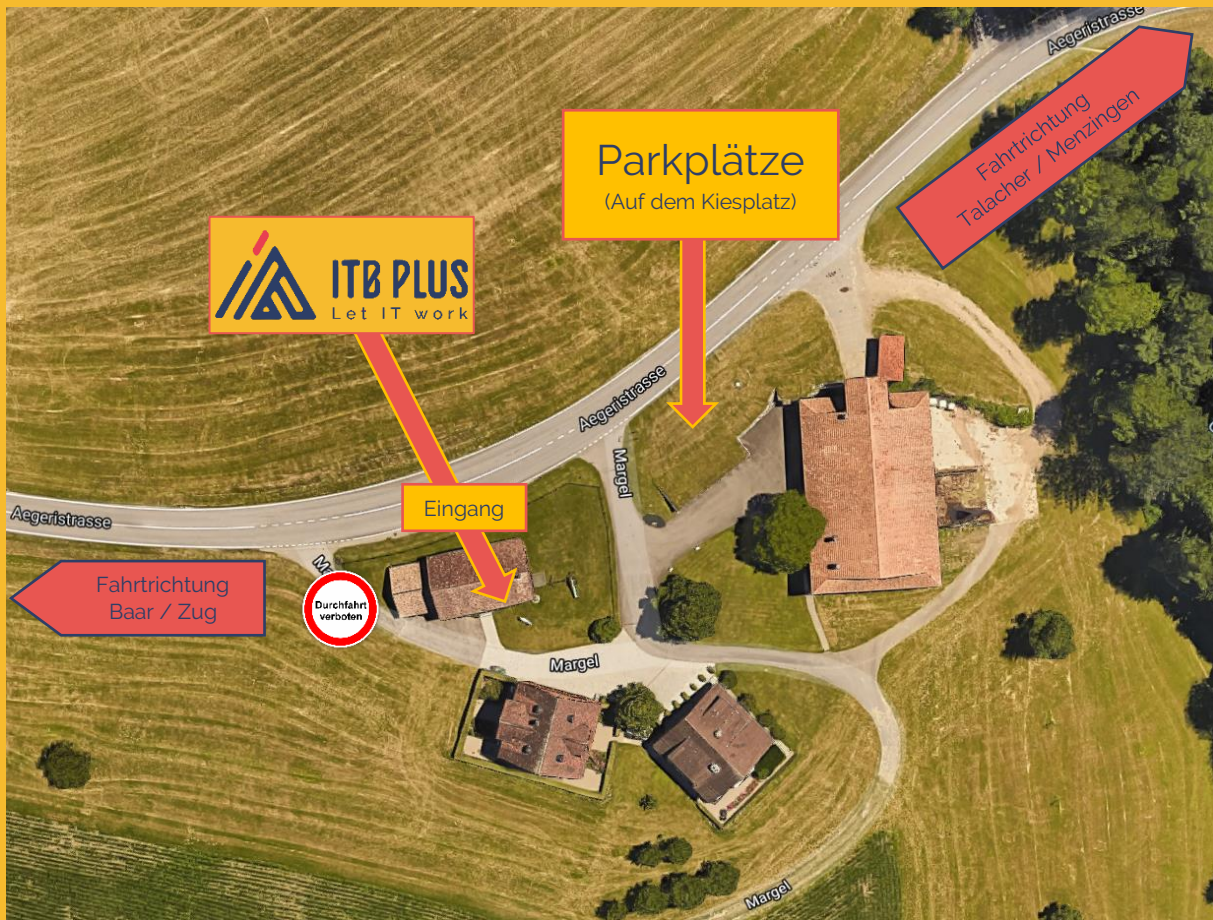 Aegeristrasse
Fahrtrichtung
Talacher / Menzingen
Parkplätze
(Auf dem Kiesplatz)
ITB PLUS
Let IT work
Aegeristrasse
Margel
Eingang
Aegeristrasse
Fahrtrichtung
Baar / Zug
Durchfahrt
verboten
Margel
Margel